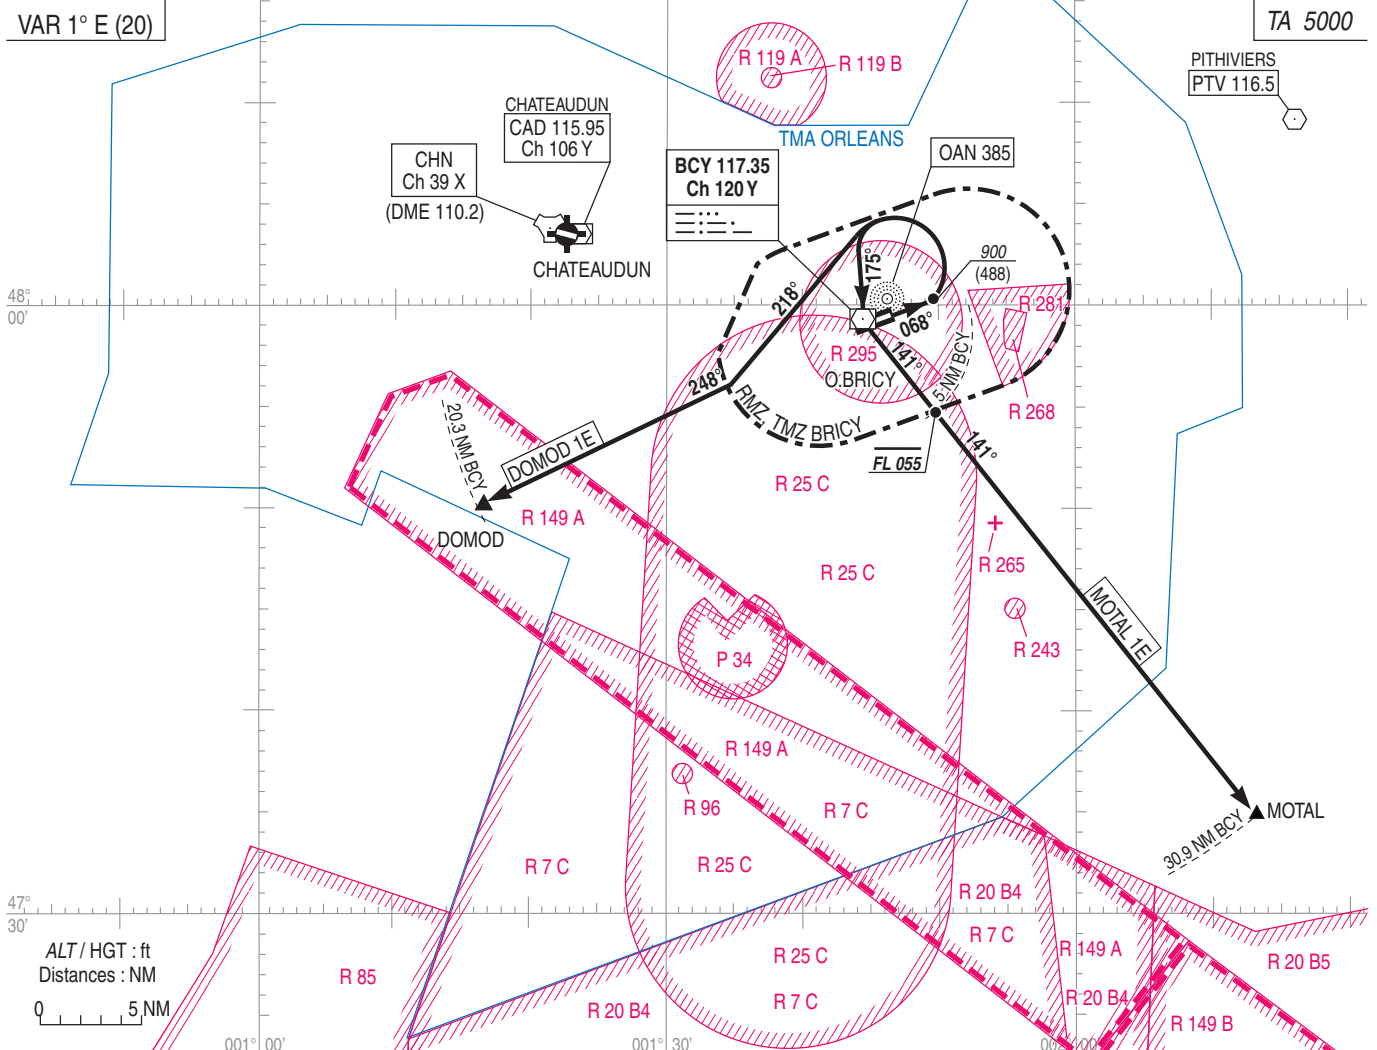 VAR 1° E (20)
TA 5000
PITHIVIERS
PTV 116.5
R 119 A
R 119 B
TMA ORLEANS
CHATEAUDUN
CAD 115.95
Ch 106 Y
CHN
Ch 39 X
(DME 110.2)
CHATEAUDUN
BCY 117.35
Ch 120 Y
OAN 385
900
(488)
175°
218°
068°
R 281
48°
00'
R 295
141°
O.BRICY
5 NM BCY
248°
R 268
RMZ, TMZ BRICY
20.3 NM BCY
DOMOD 1E
FL 055
141°
R 25 C
R 149 A
DOMOD
R 265
R 25 C
MOTAL 1E
R 243
P 34
R 149 A
R 96
R 7 C
MOTAL
30.9 NM BCY
R 7 C
R 25 C
R 20 B4
47°
30'
R 7 C
R 149 A
ALT / HGT : ft
Distances : NM
0 5 NM
R 85
R 25 C
R 20 B5
R 7 C
R 20 B4
R 20 B4
R 149 B
001° 00'
001° 30'
002° 00'